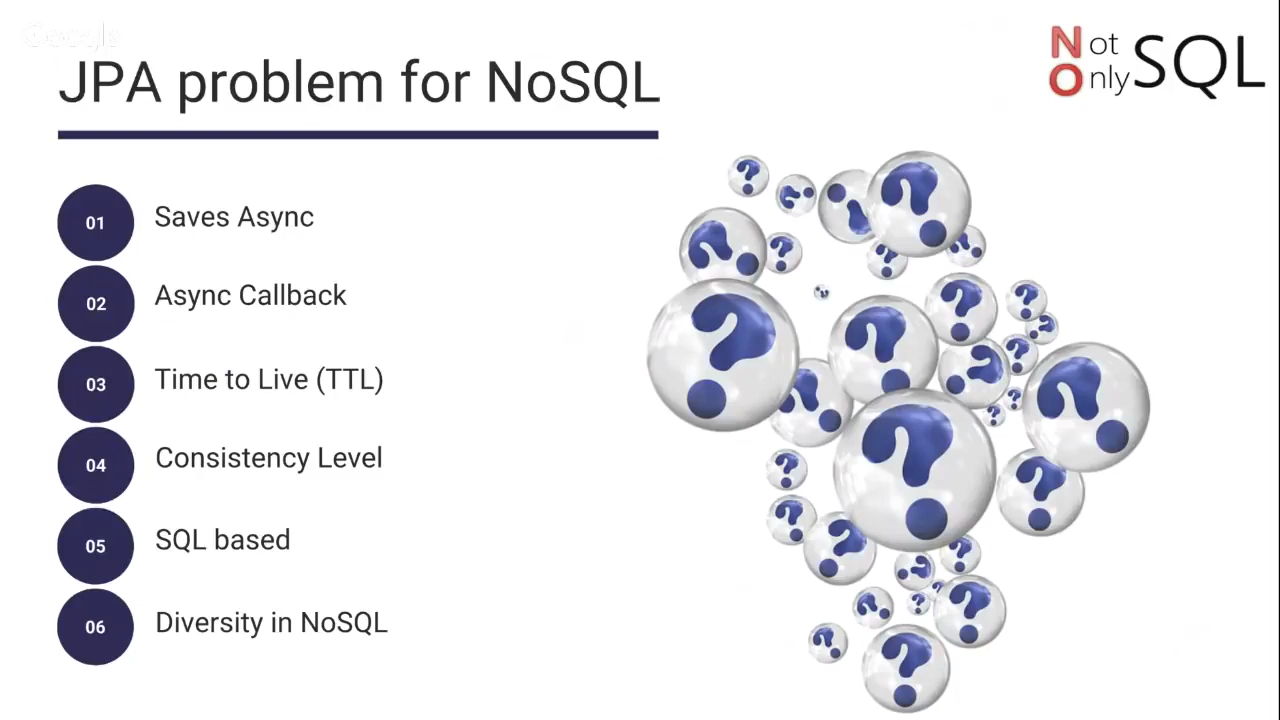 Google
JPA problem for NoSQL
Not
Only SQL
01 Saves Async
02 Async Callback
03 Time to Live (TTL)
04 Consistency Level
05 SQL based
06 Diversity in NoSQL